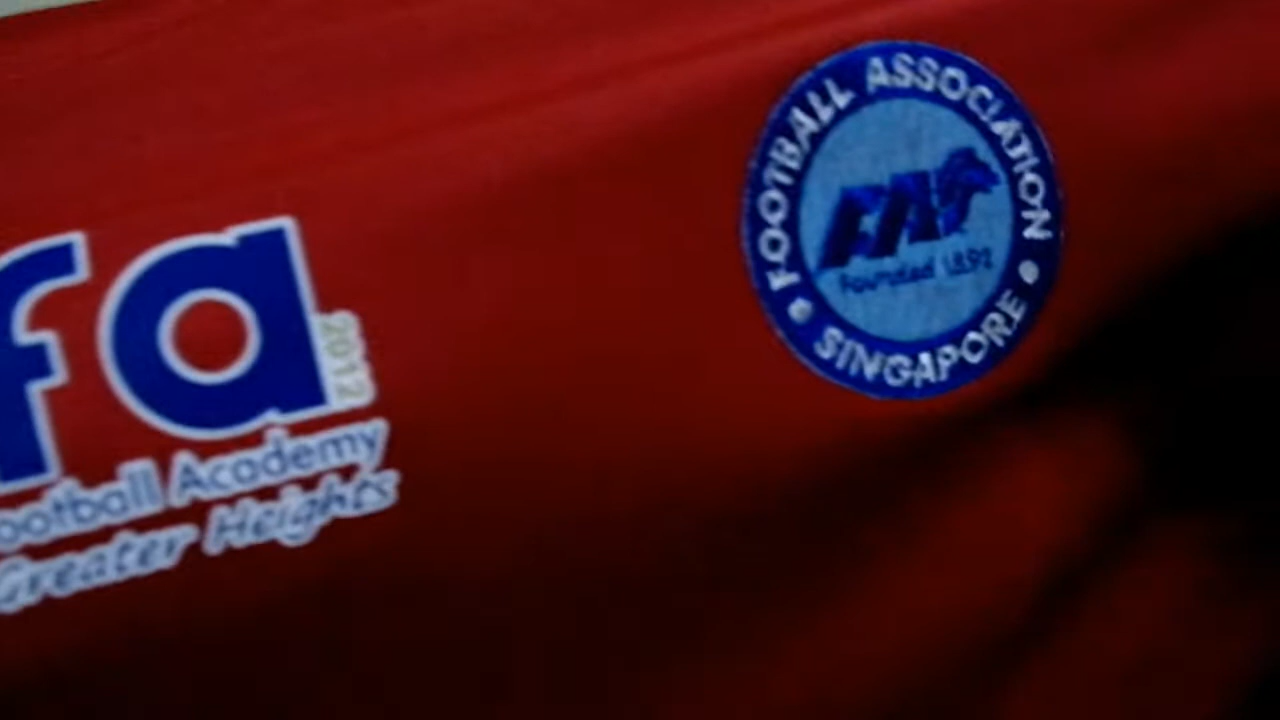 fa
2012
ootball Academy
Greater Heights
FOOTBALL ASSOCIATION
FAS
Founded 1892
SINGAPORE